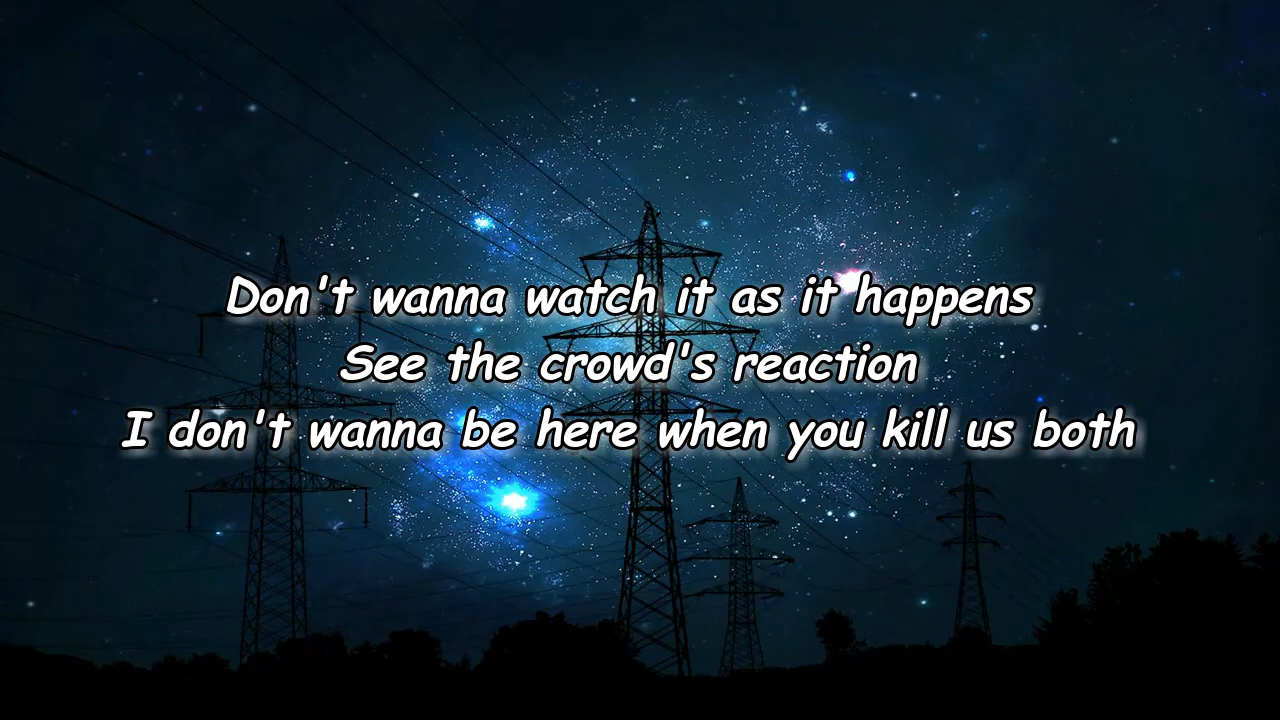 Don't wanna watch it as it happens
See the crowd's reaction
I don't wanna be here when you kill us both